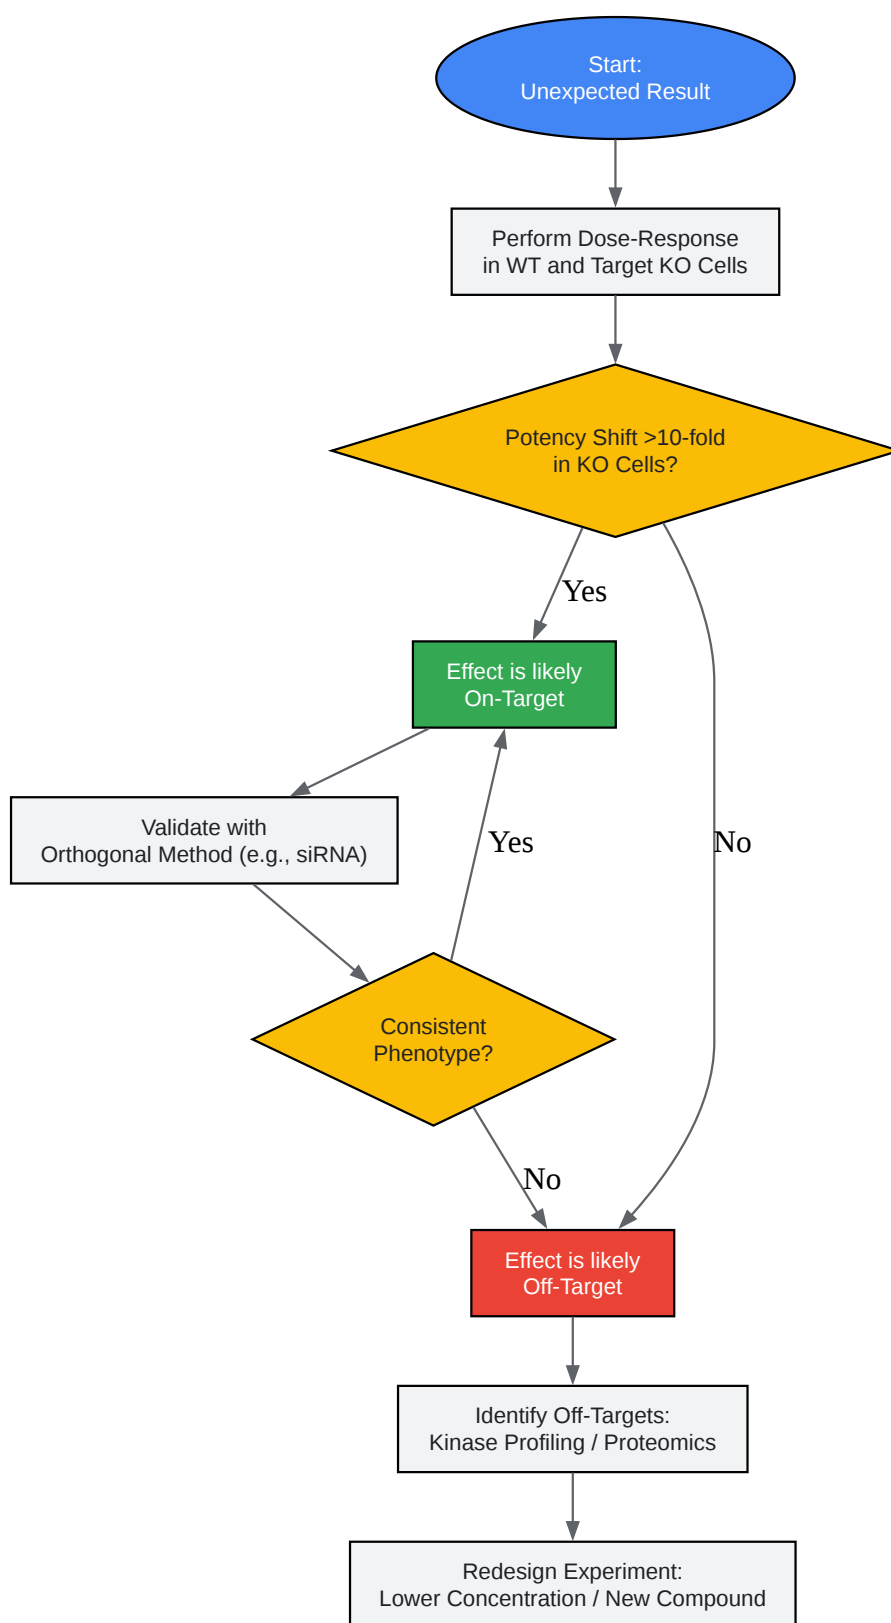 Start:
Unexpected Result
Perform Dose-Response
in WT and Target KO Cells
Potency Shift >10-fold
in KO Cells?
Yes
Effect is likely
On-Target
Validate with
Orthogonal Method (e.g., siRNA)
Yes
No
Consistent
Phenotype?
No
Effect is likely
Off-Target
Identify Off-Targets:
Kinase Profiling / Proteomics
Redesign Experiment:
Lower Concentration / New Compound